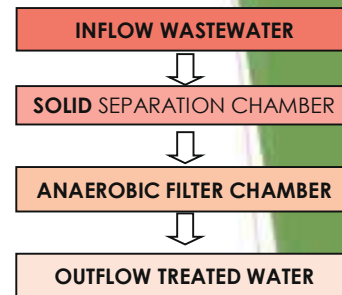 INFLOW WASTEWATER
SOLID SEPARATION CHAMBER
ANAEROBIC FILTER CHAMBER
OUTFLOW TREATED WATER